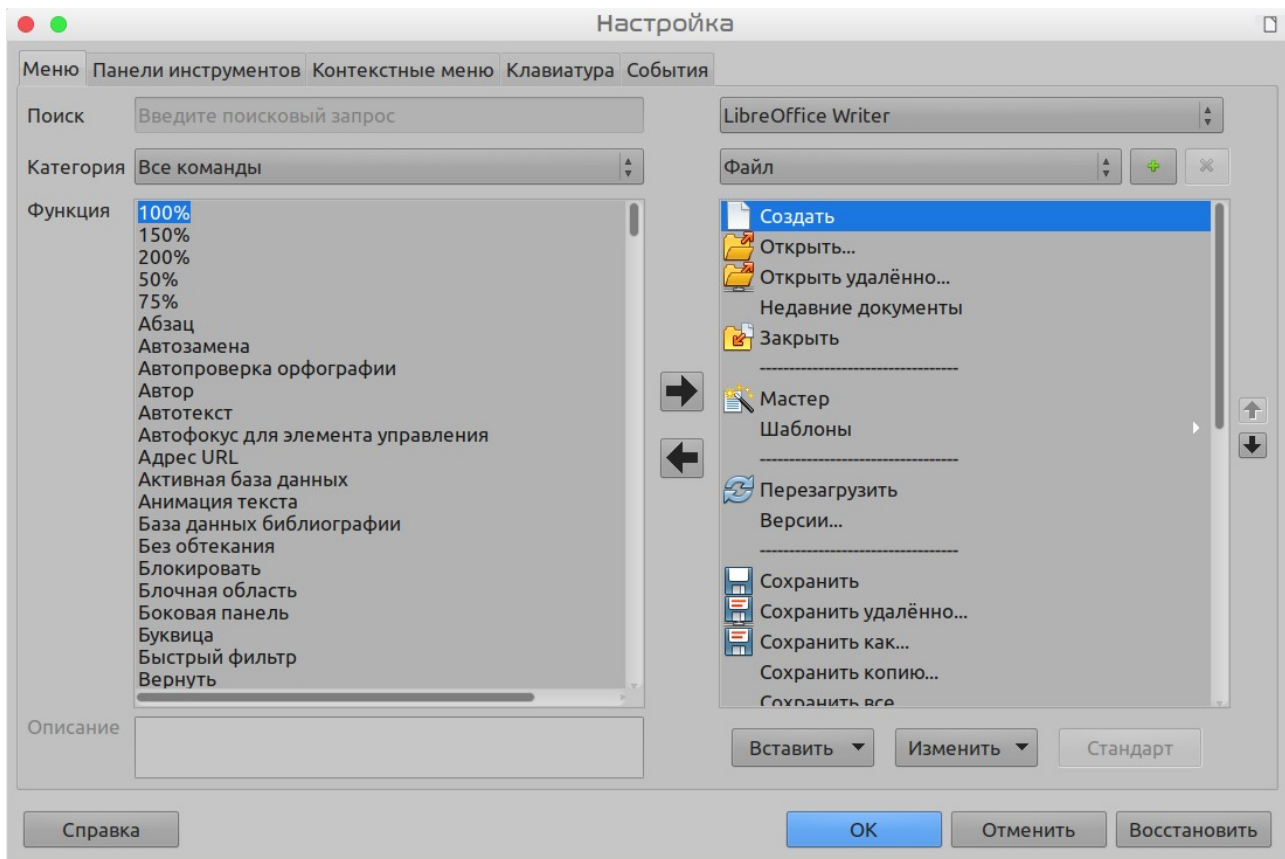 Настройка
Меню Панели инструментов Контекстные меню Клавиатура События
Поиск Введите поисковый запрос
Категория Все команды
Функция
100%
150%
200%
50%
75%
Абзац
Автозамена
Автопроверка орфографии
Автор
Автотекст
Автофокус для элемента управления
Адрес URL
Активная база данных
Анимация текста
База данных библиографии
Без обтекания
Блокировать
Блочная область
Боковая панель
Буквица
Быстрый фильтр
Вернуть
Описание
LibreOffice Writer
Файл
Создать
Открыть...
Открыть удалённо...
Недавние документы
Закрыть
----------------------------------
Мастер
Шаблоны
----------------------------------
Перезагрузить
Версии...
----------------------------------
Сохранить
Сохранить удалённо...
Сохранить как...
Сохранить копию...
Сохранить все
Вставить Изменить Стандарт
Справка OK Отменить Восстановить